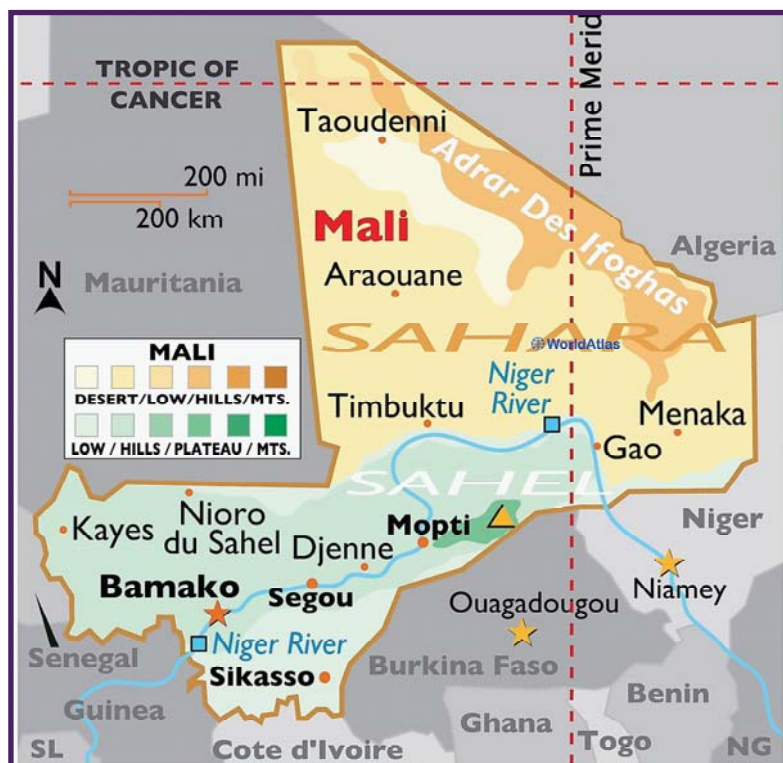 TROPIC OF
CANCER
Prime Merid
Taoudenni
200 mi
200 km
Adrar Des Ifoghas
Mali
Algeria
N
Mauritania
Araouane
SAHARA
WorldAtlas
MALI
DESERT/LOW/HILLS/MTS.
LOW / HILLS / PLATEAU / MTS.
Niger
River
Timbuktu
Menaka
Gao
SAHEL
Kayes
Nioro
du Sahel
Mopti
Niger
Djenne
Bamako
Segou
Niamey
Ouagadougou
Senegal
Niger River
Burkina Faso
Sikasso
Guinea
Benin
Ghana
Togo
SL
Cote d'Ivoire
NG